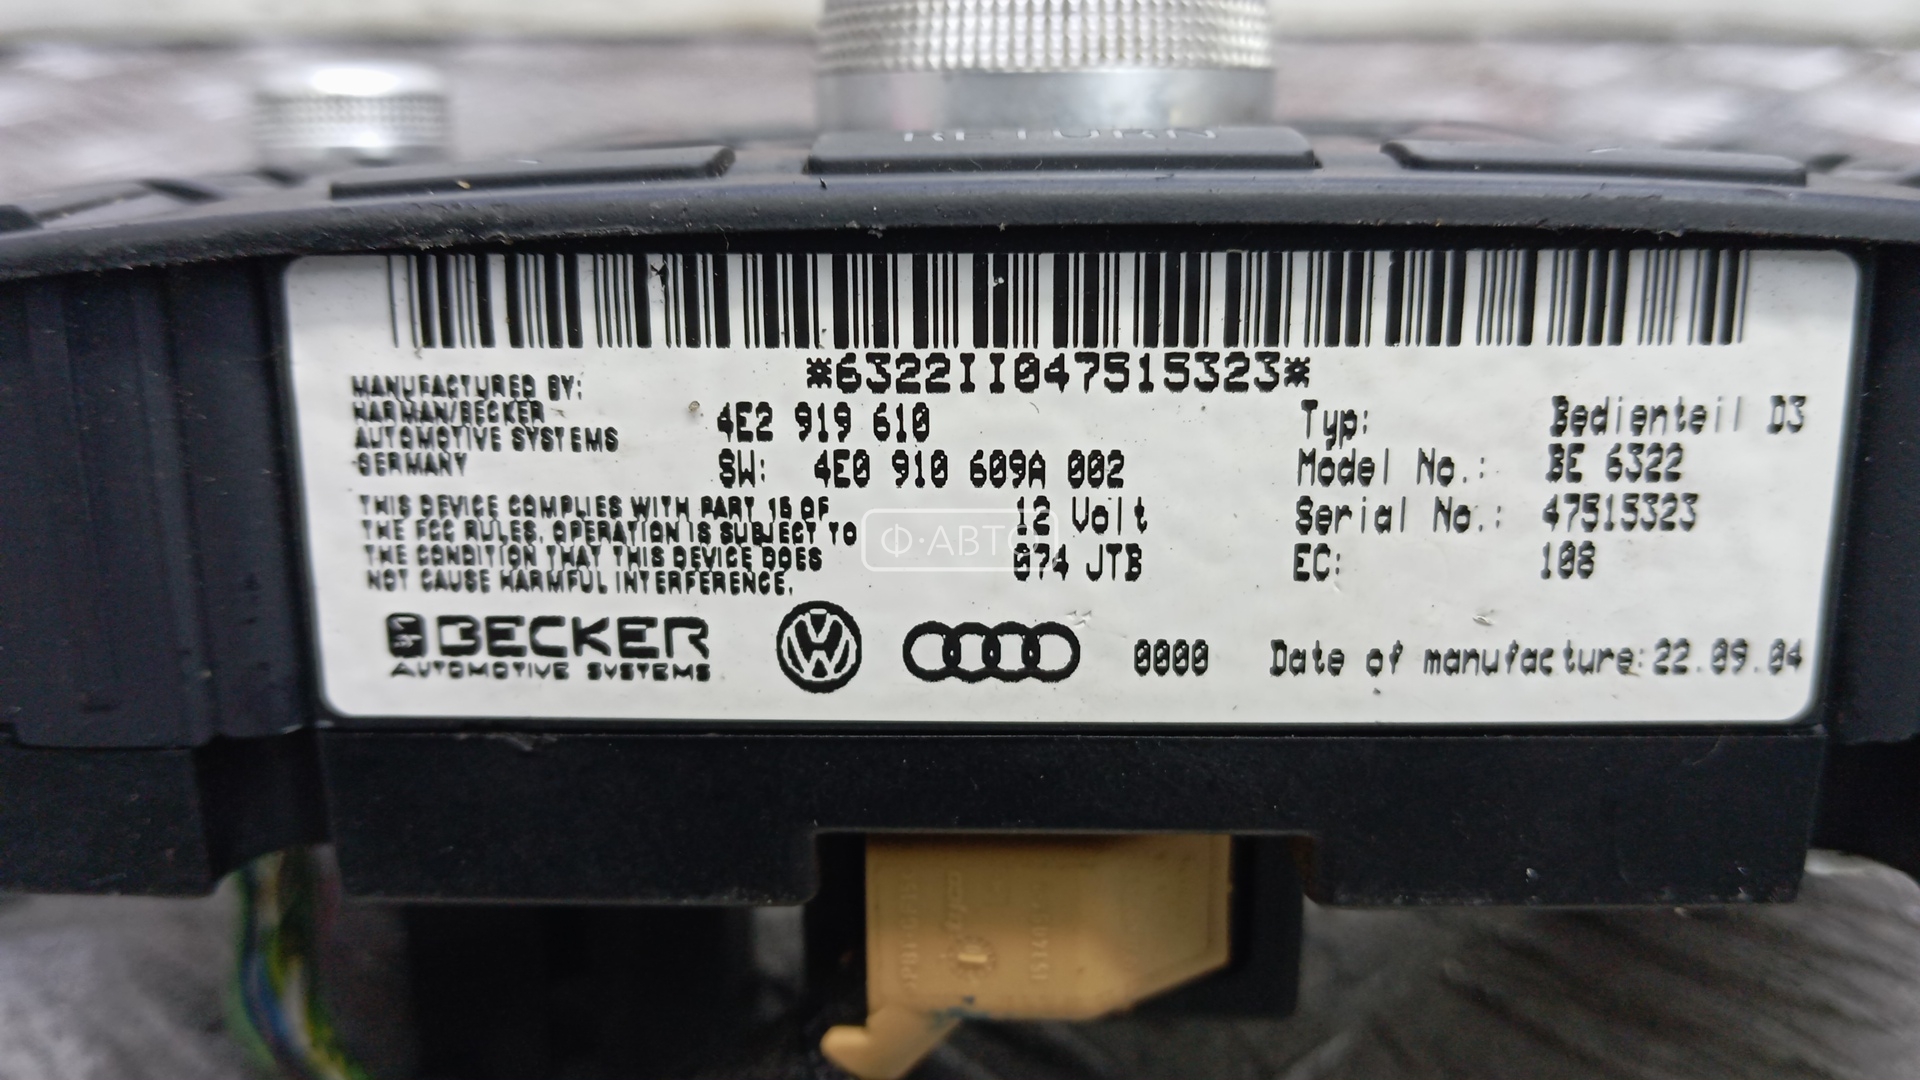 RETURN
*6322II047515323*
MANUFACTURED BY:
HARMAN/BECKER
AUTOMOTIVE SYSTEMS
GERMANY
4E2 919 610
SW: 4E0 910 609A 002
12 Volt
074 JTB
Typ: Bedienteil D3
Model No.: BE 6322
Serial No.: 47515323
EC: 108
THIS DEVICE COMPLIES WITH PART 15 OF
THE FCC RULES. OPERATION IS SUBJECT TO
THE CONDITION THAT THIS DEVICE DOES
NOT CAUSE HARMFUL INTERFERENCE.
Ф·АВТО
BECKER
AUTOMOTIVE SYSTEMS
0000
Date of manufacture:22.09.04